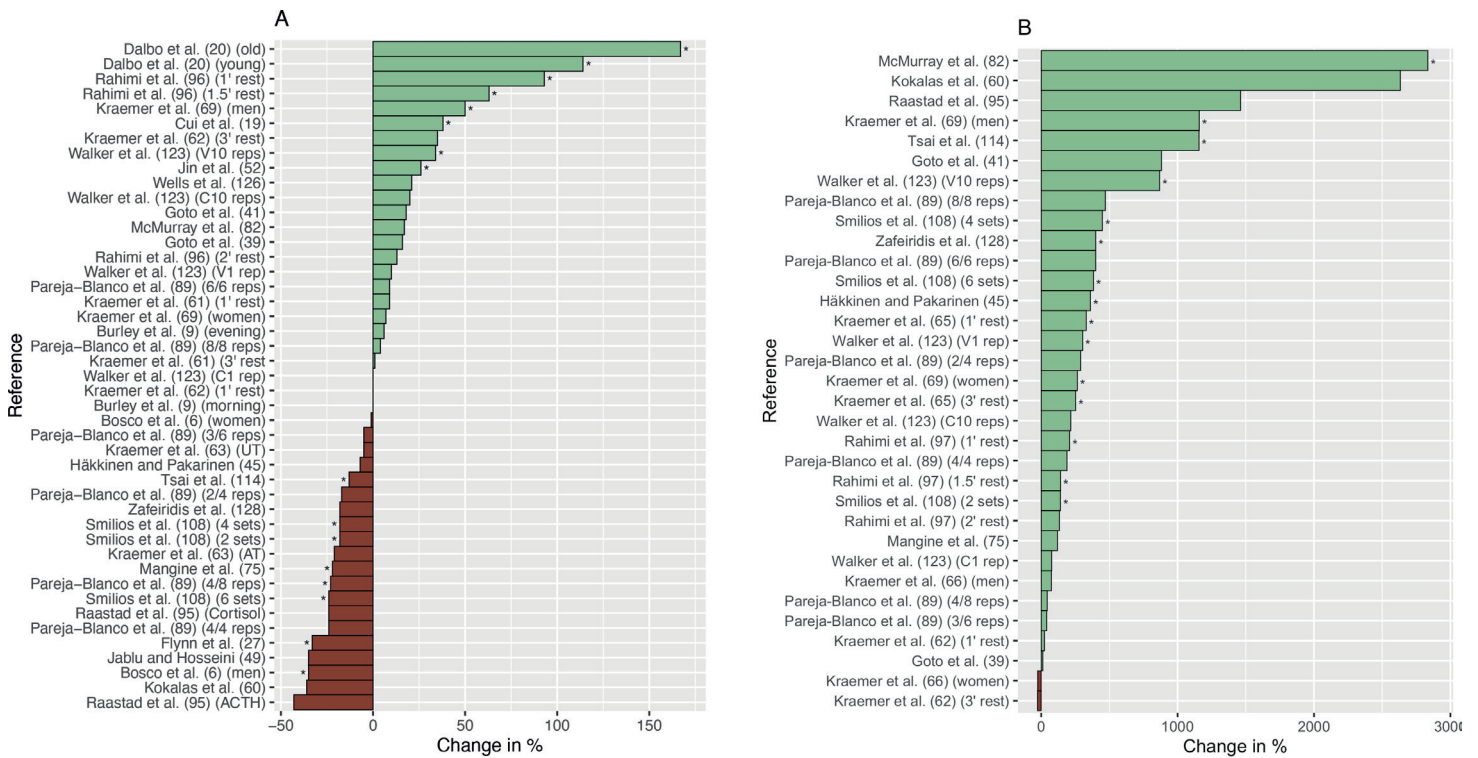 A
Reference
Dalbo et al. (20) (old)
*
Dalbo et al. (20) (young)
*
Rahimi et al. (96) (1' rest)
*
Rahimi et al. (96) (1.5' rest)
*
Kraemer et al. (69) (men)
*
Cui et al. (19)
*
Kraemer et al. (62) (3' rest)
Walker et al. (123) (V10 reps)
*
Jin et al. (52)
*
Wells et al. (126)
Walker et al. (123) (C10 reps)
Goto et al. (41)
McMurray et al. (82)
Goto et al. (39)
Rahimi et al. (96) (2' rest)
Walker et al. (123) (V1 rep)
Pareja−Blanco et al. (89) (6/6 reps)
Kraemer et al. (61) (1' rest)
Kraemer et al. (69) (women)
Burley et al. (9) (evening)
Pareja−Blanco et al. (89) (8/8 reps)
Kraemer et al. (61) (3' rest
Walker et al. (123) (C1 rep)
Kraemer et al. (62) (1' rest)
Burley et al. (9) (morning)
Bosco et al. (6) (women)
Pareja−Blanco et al. (89) (3/6 reps)
Kraemer et al. (63) (UT)
Häkkinen and Pakarinen (45)
Tsai et al. (114)
*
Pareja−Blanco et al. (89) (2/4 reps)
Zafeiridis et al. (128)
Smilios et al. (108) (4 sets)
*
Smilios et al. (108) (2 sets)
*
Kraemer et al. (63) (AT)
Mangine et al. (75)
*
Pareja−Blanco et al. (89) (4/8 reps)
*
Smilios et al. (108) (6 sets)
*
Raastad et al. (95) (Cortisol)
Pareja−Blanco et al. (89) (4/4 reps)
Flynn et al. (27)
*
Jablu and Hosseini (49)
Bosco et al. (6) (men)
*
Kokalas et al. (60)
Raastad et al. (95) (ACTH)
−50 0 50 100 150
Change in %
B
Reference
McMurray et al. (82)
*
Kokalas et al. (60)
Raastad et al. (95)
Kraemer et al. (69) (men)
*
Tsai et al. (114)
*
Goto et al. (41)
Walker et al. (123) (V10 reps)
*
Pareja-Blanco et al. (89) (8/8 reps)
Smilios et al. (108) (4 sets)
*
Zafeiridis et al. (128)
*
Pareja-Blanco et al. (89) (6/6 reps)
Smilios et al. (108) (6 sets)
*
Häkkinen and Pakarinen (45)
*
Kraemer et al. (65) (1' rest)
*
Walker et al. (123) (V1 rep)
*
Pareja-Blanco et al. (89) (2/4 reps)
Kraemer et al. (69) (women)
*
Kraemer et al. (65) (3' rest)
*
Walker et al. (123) (C10 reps)
Rahimi et al. (97) (1' rest)
*
Pareja-Blanco et al. (89) (4/4 reps)
Rahimi et al. (97) (1.5' rest)
*
Smilios et al. (108) (2 sets)
*
Rahimi et al. (97) (2' rest)
Mangine et al. (75)
Walker et al. (123) (C1 rep)
Kraemer et al. (66) (men)
Pareja-Blanco et al. (89) (4/8 reps)
Pareja-Blanco et al. (89) (3/6 reps)
Kraemer et al. (62) (1' rest)
Goto et al. (39)
Kraemer et al. (66) (women)
Kraemer et al. (62) (3' rest)
0 1000 2000 3000
Change in %